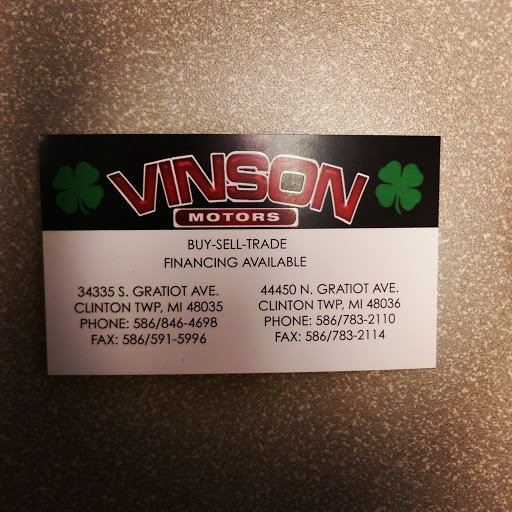 VINSON
MOTORS
BUY-SELL-TRADE
FINANCING AVAILABLE
34335 S. GRATIOT AVE.
CLINTON TWP, MI 48035
PHONE: 586/846-4698
FAX: 586/591-5996
44450 N. GRATIOT AVE.
CLINTON TWP, MI 48036
PHONE: 586/783-2110
FAX: 586/783-2114